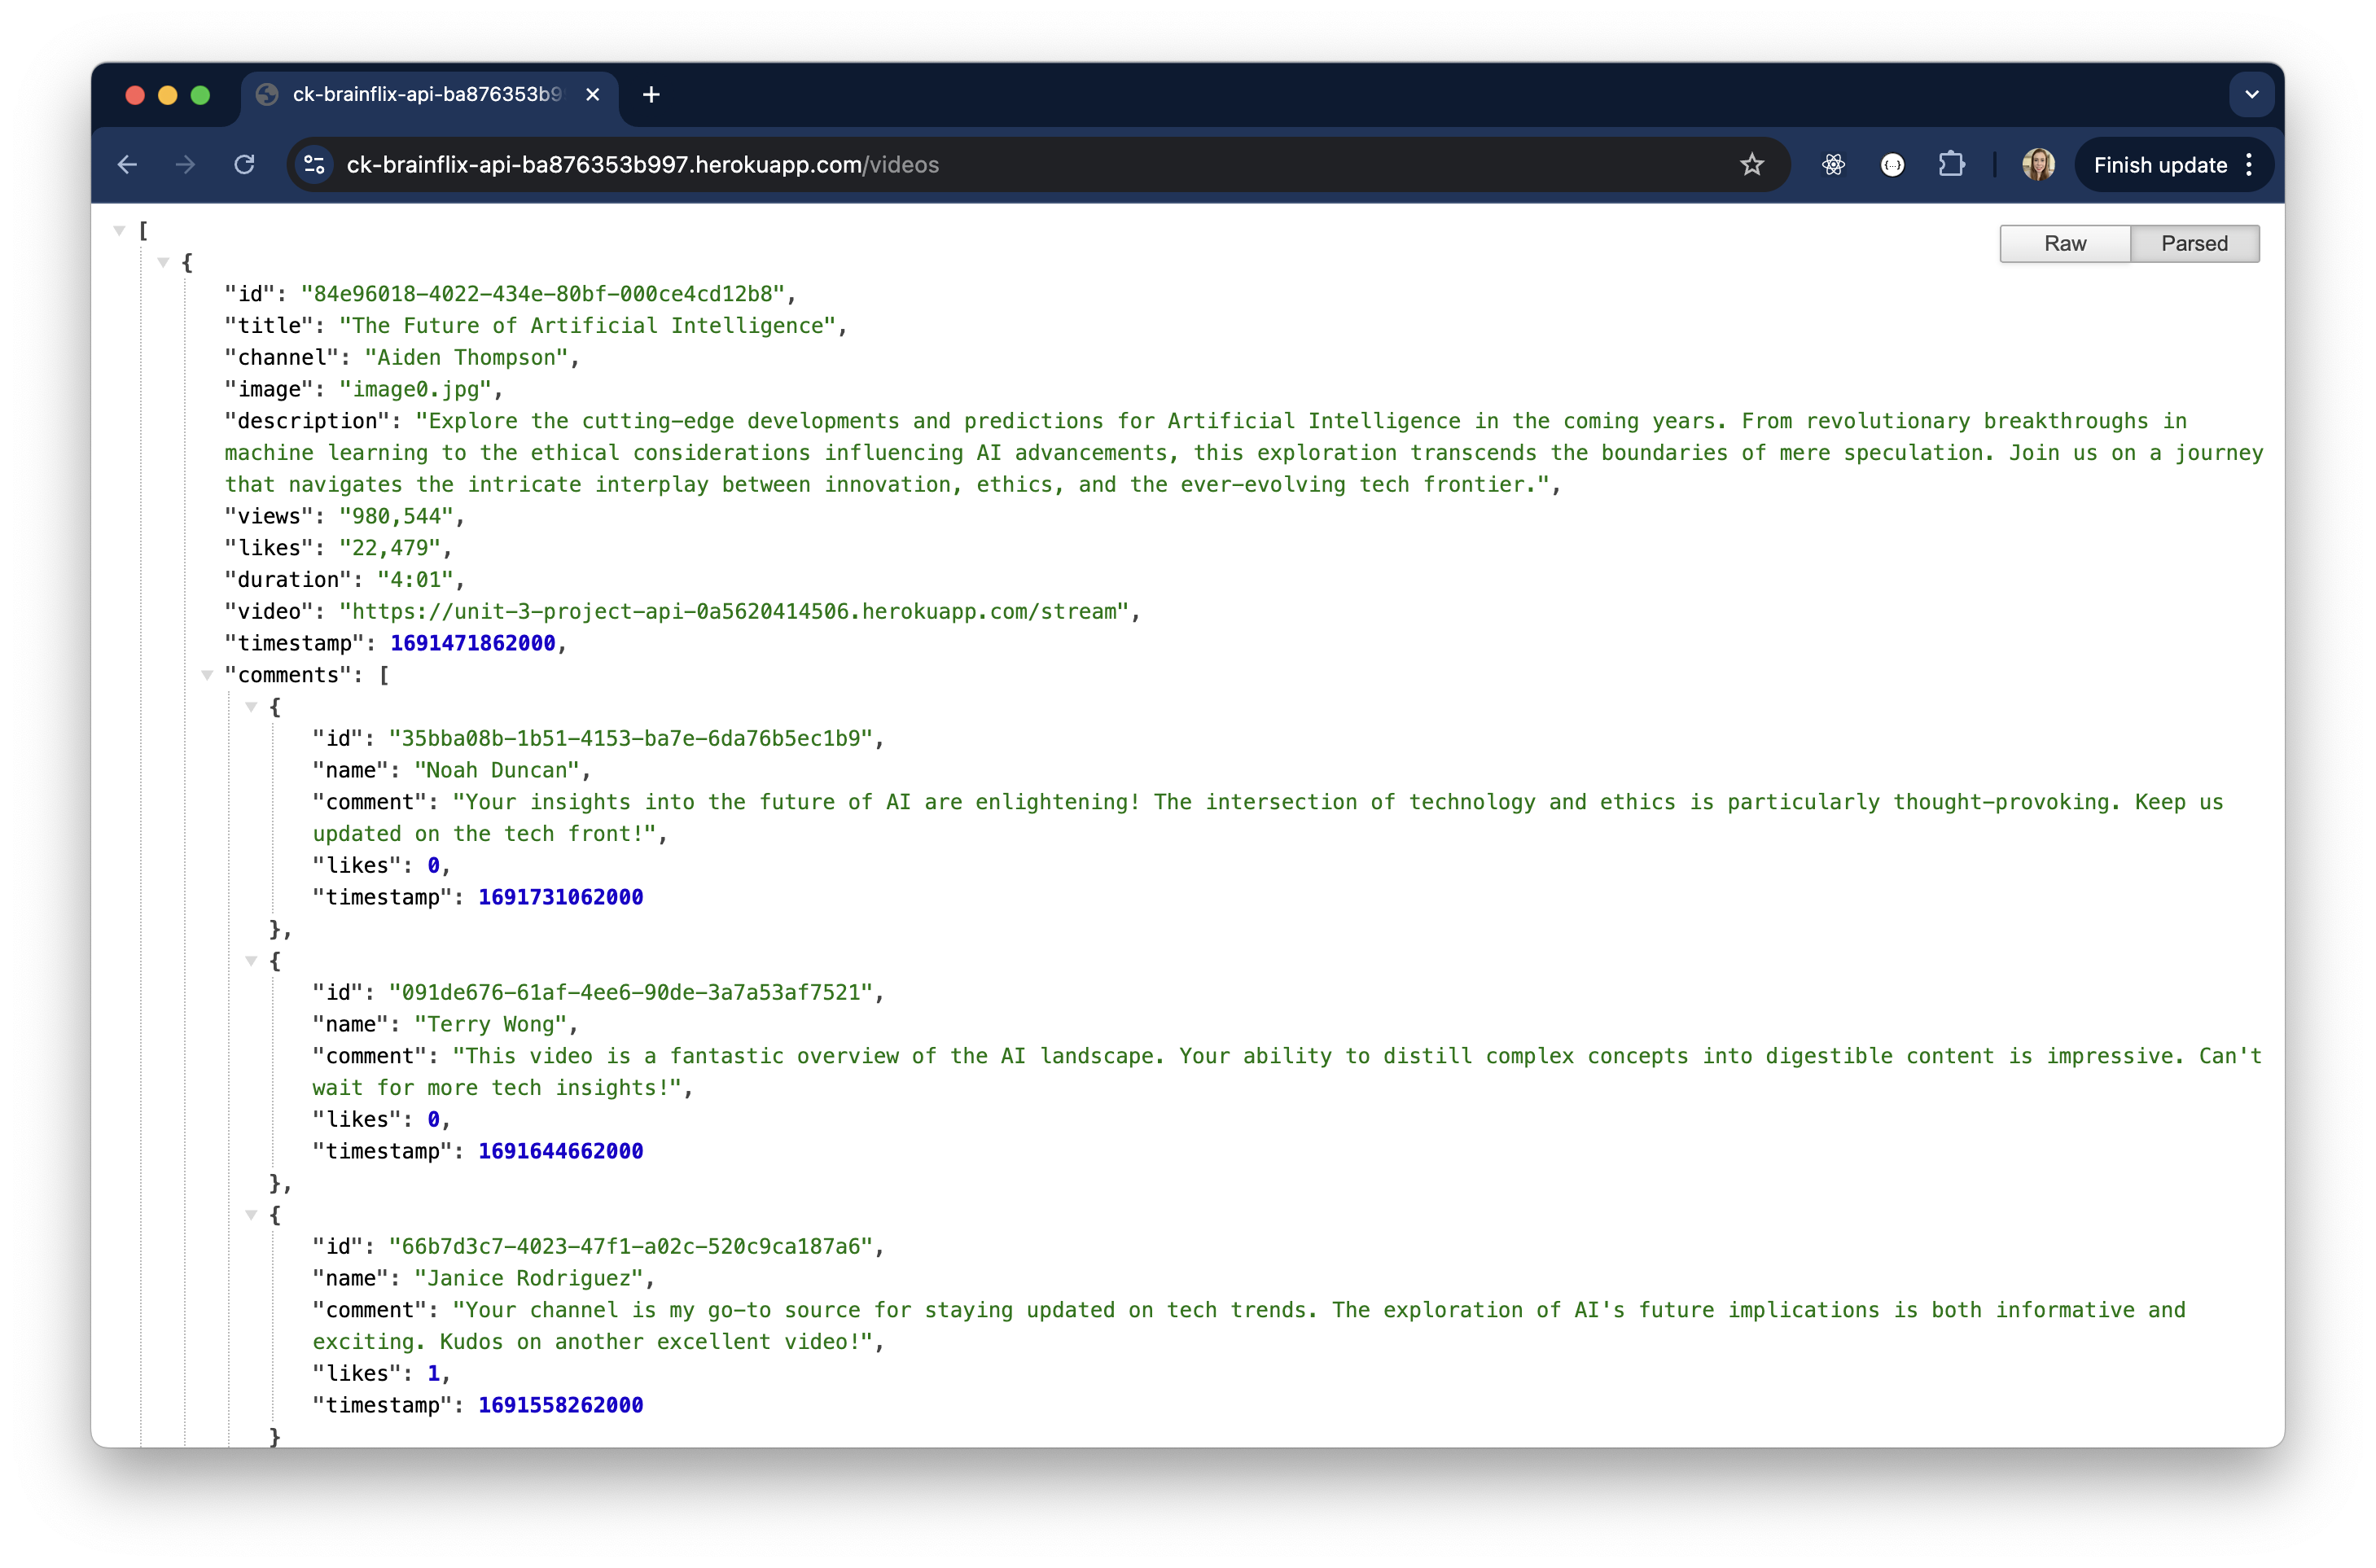 ck-brainflix-api-ba876353b9
ck-brainflix-api-ba876353b997.herokuapp.com/videos
Finish update
Raw
Parsed
[
{
"id": "84e96018-4022-434e-80bf-000ce4cd12b8",
"title": "The Future of Artificial Intelligence",
"channel": "Aiden Thompson",
"image": "image0.jpg",
"description": "Explore the cutting-edge developments and predictions for Artificial Intelligence in the coming years. From revolutionary breakthroughs in
machine learning to the ethical considerations influencing AI advancements, this exploration transcends the boundaries of mere speculation. Join us on a journey
that navigates the intricate interplay between innovation, ethics, and the ever-evolving tech frontier.",
"views": "980,544",
"likes": "22,479",
"duration": "4:01",
"video": "https://unit-3-project-api-0a5620414506.herokuapp.com/stream",
"timestamp": 1691471862000,
"comments": [
{
"id": "35bba08b-1b51-4153-ba7e-6da76b5ec1b9",
"name": "Noah Duncan",
"comment": "Your insights into the future of AI are enlightening! The intersection of technology and ethics is particularly thought-provoking. Keep us
updated on the tech front!",
"likes": 0,
"timestamp": 1691731062000
},
{
"id": "091de676-61af-4ee6-90de-3a7a53af7521",
"name": "Terry Wong",
"comment": "This video is a fantastic overview of the AI landscape. Your ability to distill complex concepts into digestible content is impressive. Can't
wait for more tech insights!",
"likes": 0,
"timestamp": 1691644662000
},
{
"id": "66b7d3c7-4023-47f1-a02c-520c9ca187a6",
"name": "Janice Rodriguez",
"comment": "Your channel is my go-to source for staying updated on tech trends. The exploration of AI's future implications is both informative and
exciting. Kudos on another excellent video!",
"likes": 1,
"timestamp": 1691558262000
}